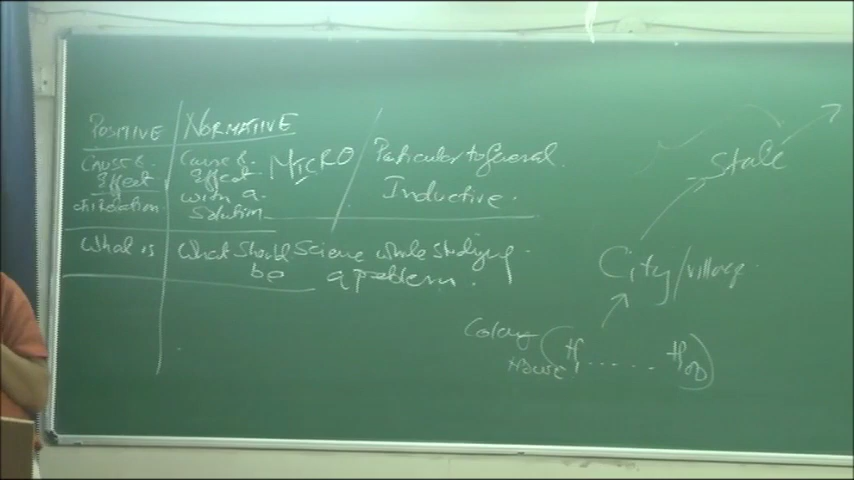 POSITIVE
NORMATIVE
Cause &
Effect
Cause &
Effect
with a
Solution
MICRO
Particular to General
Inductive
What is
What should
be
Science while studying
a problem.
State
City/village
Colony
House
H1 ...... H∞